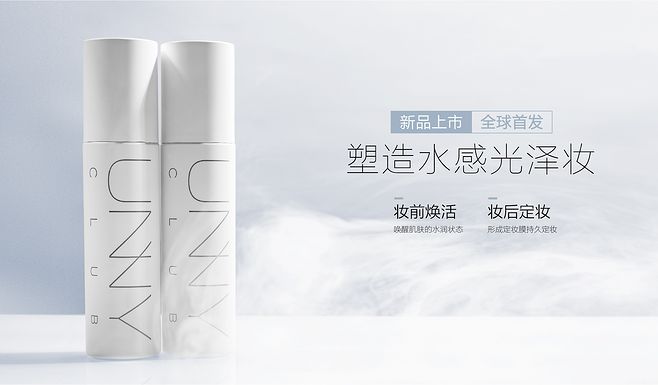 UNNY
CLUB
UNNY
CLUB
新品上市 全球首发
塑造水感光泽妆
妆前焕活 妆后定妆
唤醒肌肤的水润状态 形成定妆膜持久定妆